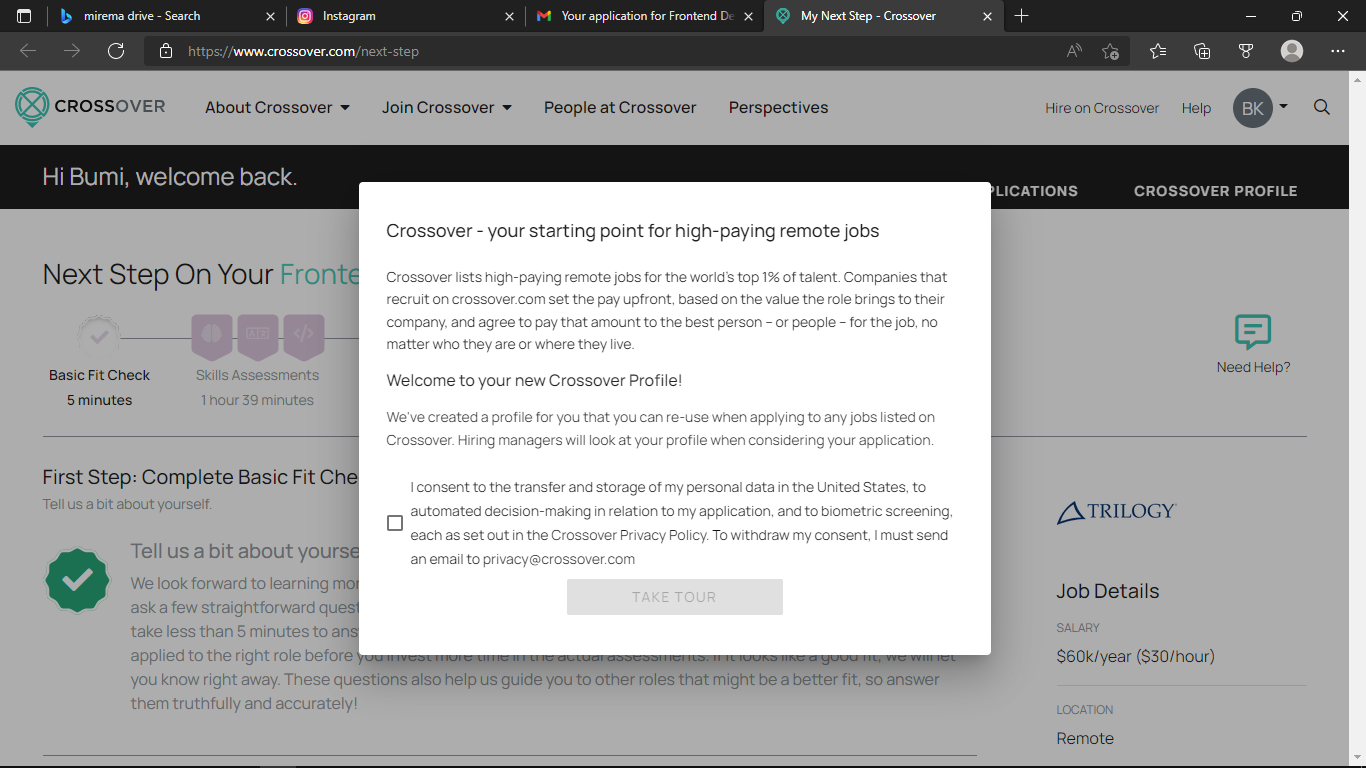 mirema drive - Search
Instagram
Your application for Frontend De
My Next Step - Crossover
https://www.crossover.com/next-step
CROSSOVER
About Crossover
Join Crossover
People at Crossover
Perspectives
Hire on Crossover
Help
BK
Hi Bumi, welcome back.
PLICATIONS
CROSSOVER PROFILE
Next Step On Your Fronte
Basic Fit Check
5 minutes
Skills Assessments
1 hour 39 minutes
Need Help?
Crossover - your starting point for high-paying remote jobs
Crossover lists high-paying remote jobs for the world's top 1% of talent. Companies that
recruit on crossover.com set the pay upfront, based on the value the role brings to their
company, and agree to pay that amount to the best person – or people – for the job, no
matter who they are or where they live.
Welcome to your new Crossover Profile!
We've created a profile for you that you can re-use when applying to any jobs listed on
Crossover. Hiring managers will look at your profile when considering your application.
I consent to the transfer and storage of my personal data in the United States, to
automated decision-making in relation to my application, and to biometric screening,
each as set out in the Crossover Privacy Policy. To withdraw my consent, I must send
an email to privacy@crossover.com
TAKE TOUR
First Step: Complete Basic Fit Che
Tell us a bit about yourself.
Tell us a bit about yourse
We look forward to learning mor
ask a few straightforward quest
take less than 5 minutes to ans
applied to the right role before you invest more time in the actual assessments. If it looks like a good fit, we will let
you know right away. These questions also help us guide you to other roles that might be a better fit, so answer
them truthfully and accurately!
TRILOGY
Job Details
SALARY
$60k/year ($30/hour)
LOCATION
Remote